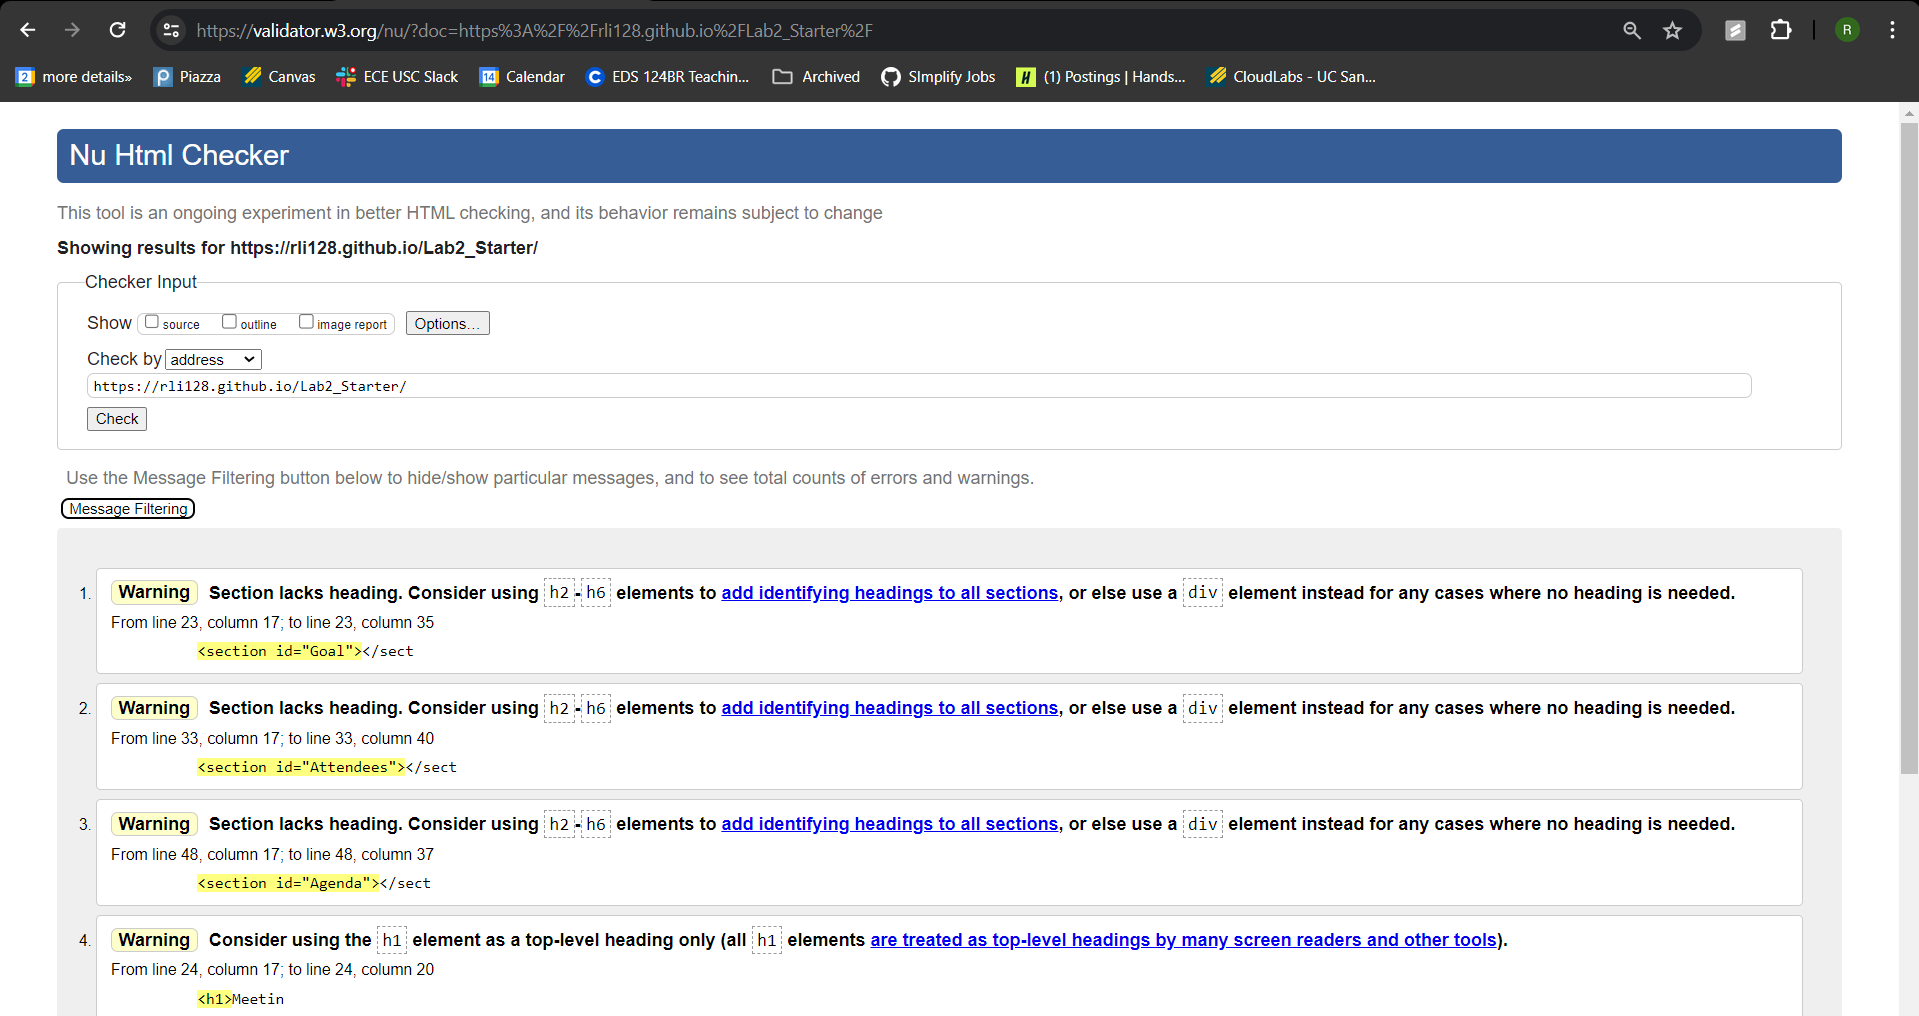 https://validator.w3.org/nu/?doc=https%3A%2F%2Frli128.github.io%2FLab2_Starter%2F
R
2 more details» Piazza Canvas ECE USC Slack 14 Calendar C EDS 124BR Teachin... Archived SImplify Jobs H (1) Postings | Hands... CloudLabs - UC San...
Nu Html Checker
This tool is an ongoing experiment in better HTML checking, and its behavior remains subject to change
Showing results for https://rli128.github.io/Lab2_Starter/
Checker Input
Show source outline image report Options...
Check by address
https://rli128.github.io/Lab2_Starter/
Check
Use the Message Filtering button below to hide/show particular messages, and to see total counts of errors and warnings.
Message Filtering
1. Warning Section lacks heading. Consider using h2-h6 elements to add identifying headings to all sections, or else use a div element instead for any cases where no heading is needed.
From line 23, column 17; to line 23, column 35
<section id="Goal"></sect
2. Warning Section lacks heading. Consider using h2-h6 elements to add identifying headings to all sections, or else use a div element instead for any cases where no heading is needed.
From line 33, column 17; to line 33, column 40
<section id="Attendees"></sect
3. Warning Section lacks heading. Consider using h2-h6 elements to add identifying headings to all sections, or else use a div element instead for any cases where no heading is needed.
From line 48, column 17; to line 48, column 37
<section id="Agenda"></sect
4. Warning Consider using the h1 element as a top-level heading only (all h1 elements are treated as top-level headings by many screen readers and other tools).
From line 24, column 17; to line 24, column 20
<h1>Meetin